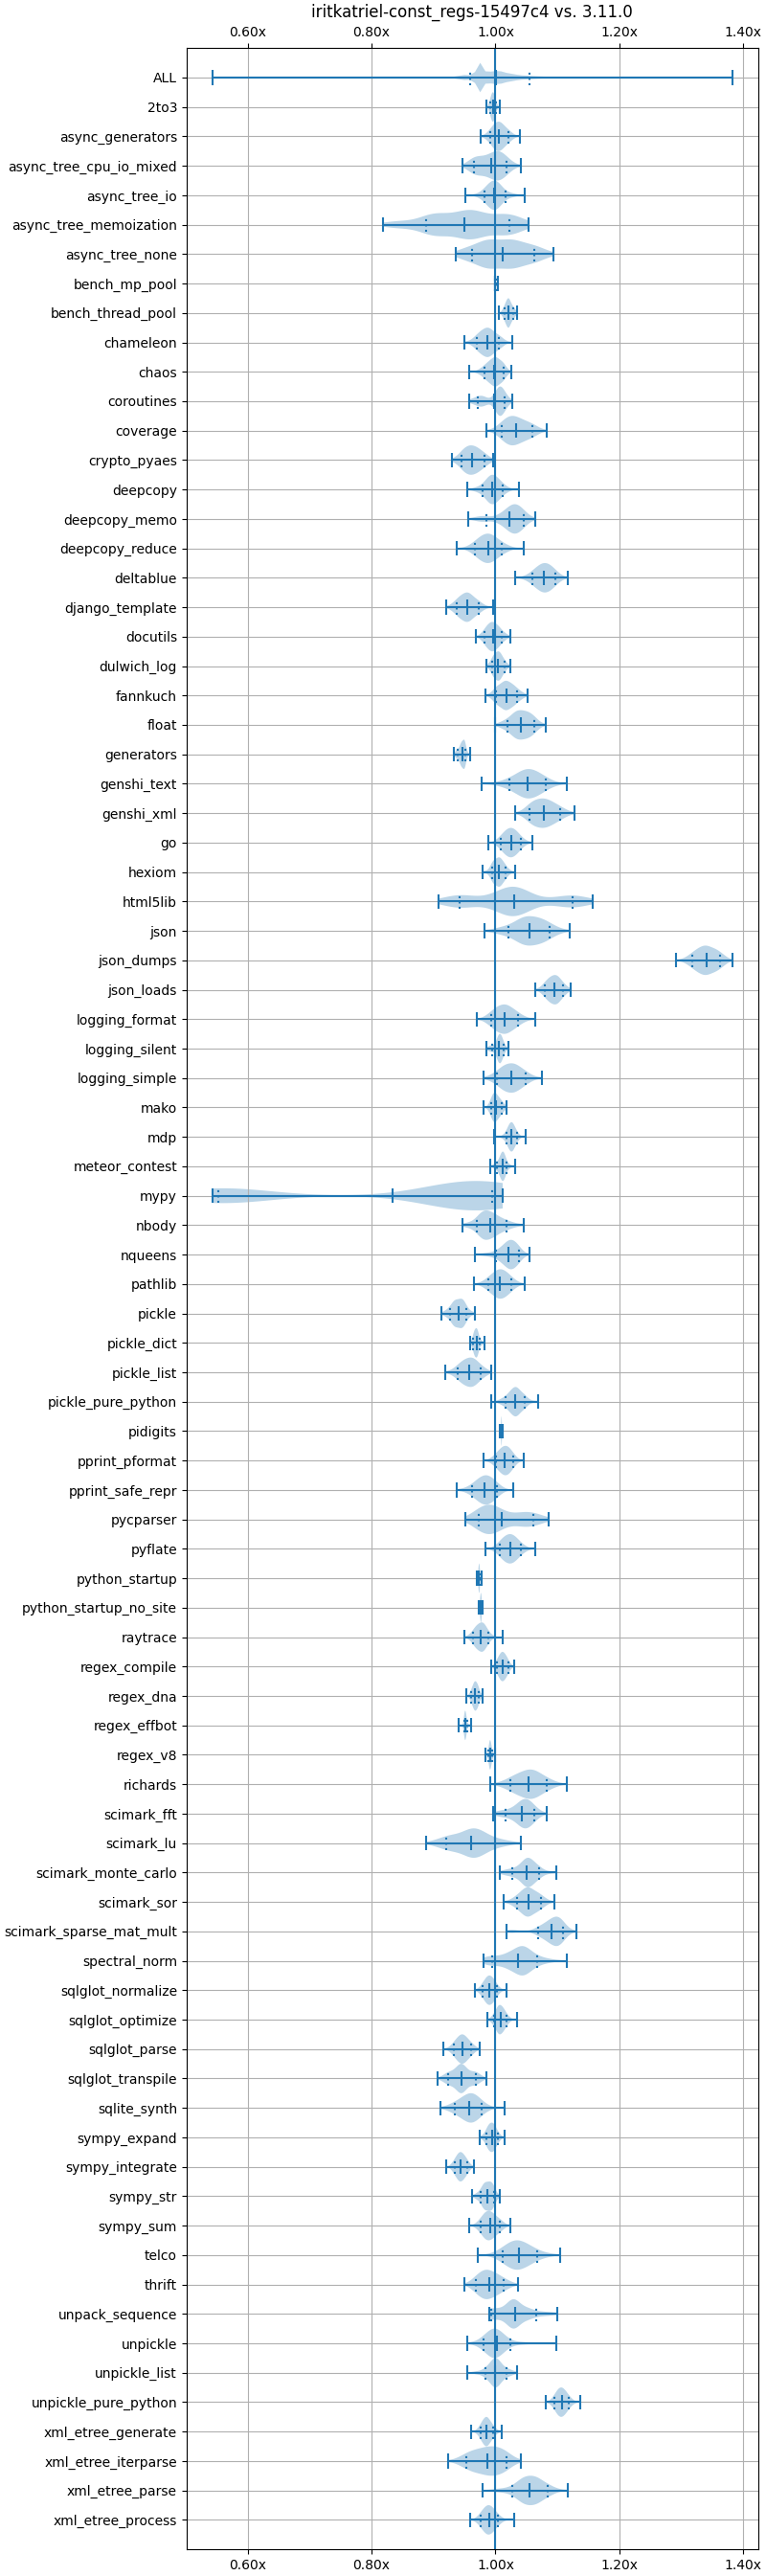 iritkatriel-const_regs-15497c4 vs. 3.11.0
0.60x 0.80x 1.00x 1.20x 1.40x
ALL
2to3
async_generators
async_tree_cpu_io_mixed
async_tree_io
async_tree_memoization
async_tree_none
bench_mp_pool
bench_thread_pool
chameleon
chaos
coroutines
coverage
crypto_pyaes
deepcopy
deepcopy_memo
deepcopy_reduce
deltablue
django_template
docutils
dulwich_log
fannkuch
float
generators
genshi_text
genshi_xml
go
hexiom
html5lib
json
json_dumps
json_loads
logging_format
logging_silent
logging_simple
mako
mdp
meteor_contest
mypy
nbody
nqueens
pathlib
pickle
pickle_dict
pickle_list
pickle_pure_python
pidigits
pprint_pformat
pprint_safe_repr
pycparser
pyflate
python_startup
python_startup_no_site
raytrace
regex_compile
regex_dna
regex_effbot
regex_v8
richards
scimark_fft
scimark_lu
scimark_monte_carlo
scimark_sor
scimark_sparse_mat_mult
spectral_norm
sqlglot_normalize
sqlglot_optimize
sqlglot_parse
sqlglot_transpile
sqlite_synth
sympy_expand
sympy_integrate
sympy_str
sympy_sum
telco
thrift
unpack_sequence
unpickle
unpickle_list
unpickle_pure_python
xml_etree_generate
xml_etree_iterparse
xml_etree_parse
xml_etree_process
0.60x 0.80x 1.00x 1.20x 1.40x